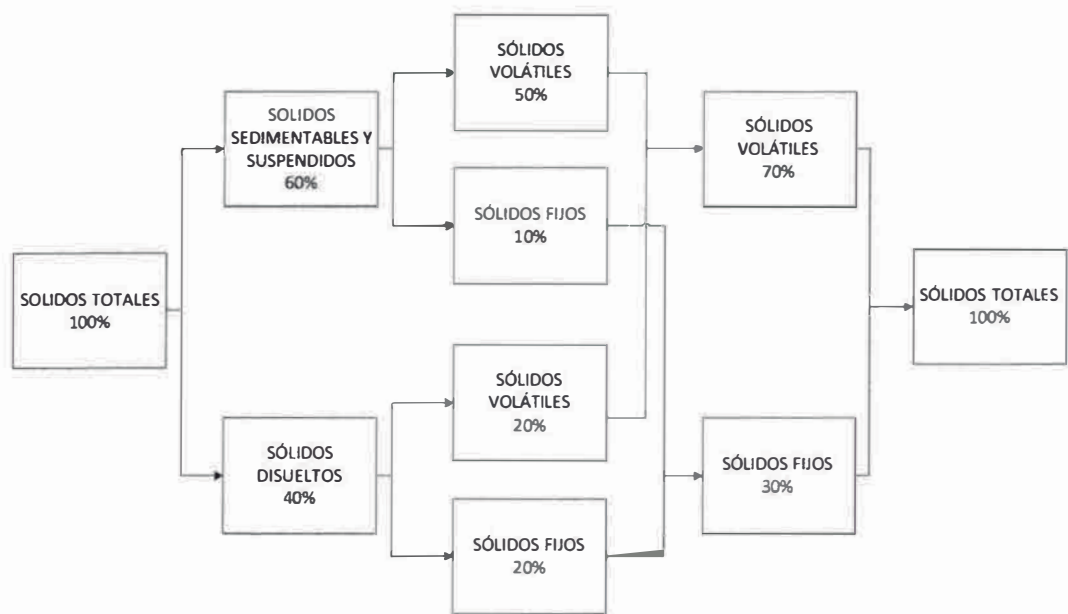 SOLIDOS TOTALES
100%
SOLIDOS
SEDIMENTABLES Y
SUSPENDIDOS
60%
SÓLIDOS
DISUELTOS
40%
SÓLIDOS
VOLÁTILES
50%
SÓLIDOS FIJOS
10%
SÓLIDOS
VOLÁTILES
20%
SÓLIDOS FIJOS
20%
SÓLIDOS
VOLÁTILES
70%
SÓLIDOS FIJOS
30%
SÓLIDOS TOTALES
100%